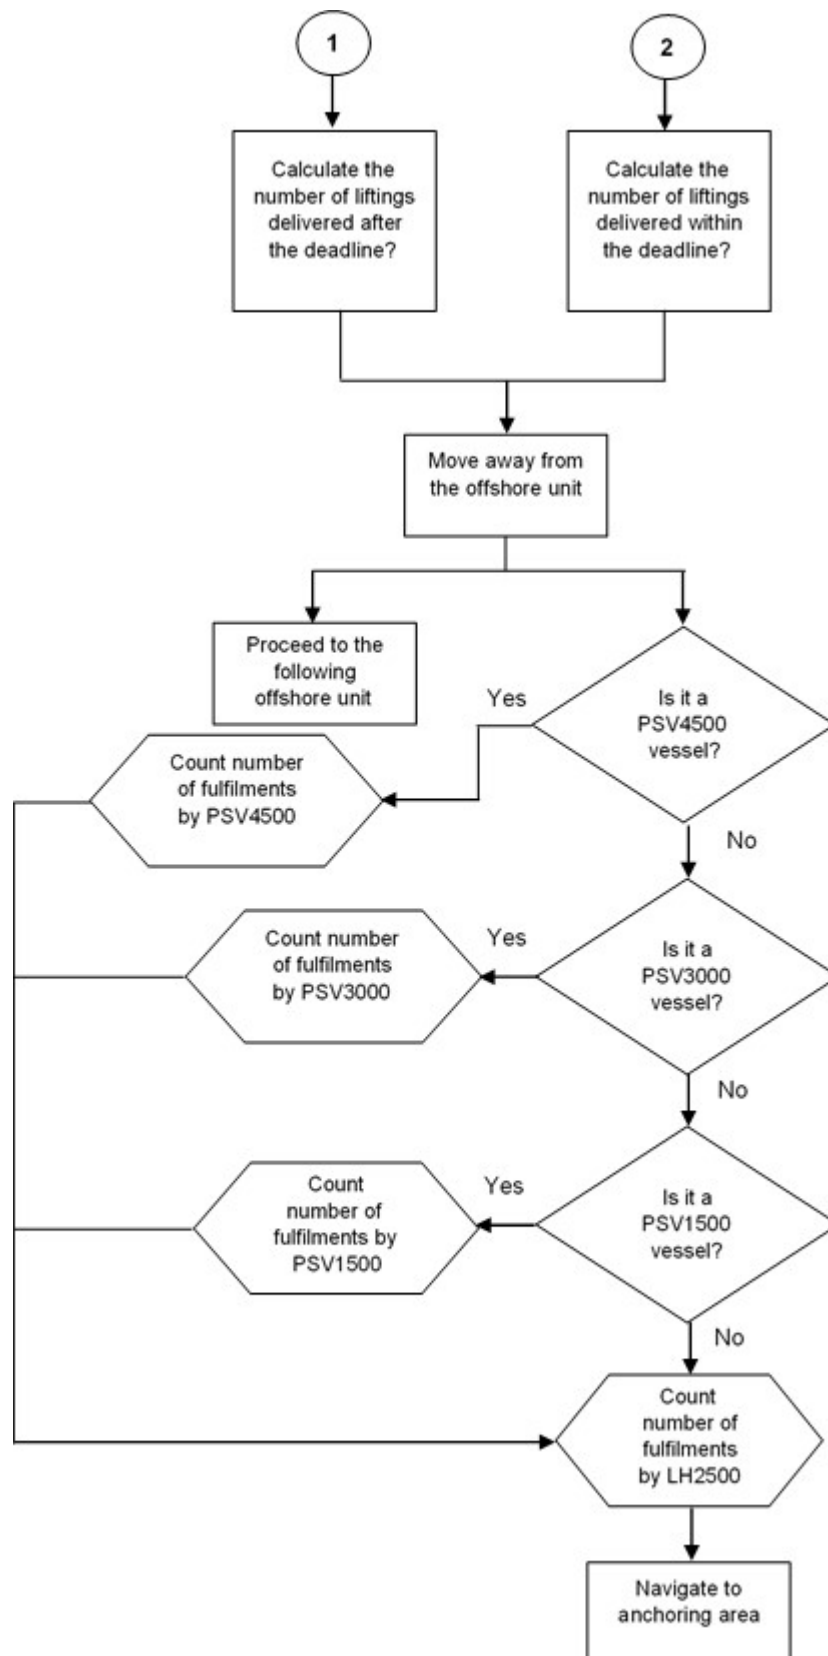 1
2
Calculate the
number of liftings
delivered after
the deadline?
Calculate the
number of liftings
delivered within
the deadline?
Move away from
the offshore unit
Proceed to the
following
offshore unit
Yes
Is it a
PSV4500
vessel?
Count number
of fulfilments
by PSV4500
No
Count number
of fulfilments
by PSV3000
Yes
Is it a
PSV3000
vessel?
No
Count
number of
fulfilments by
PSV1500
Yes
Is it a
PSV1500
vessel?
No
Count
number of
fulfilments
by LH2500
Navigate to
anchoring area